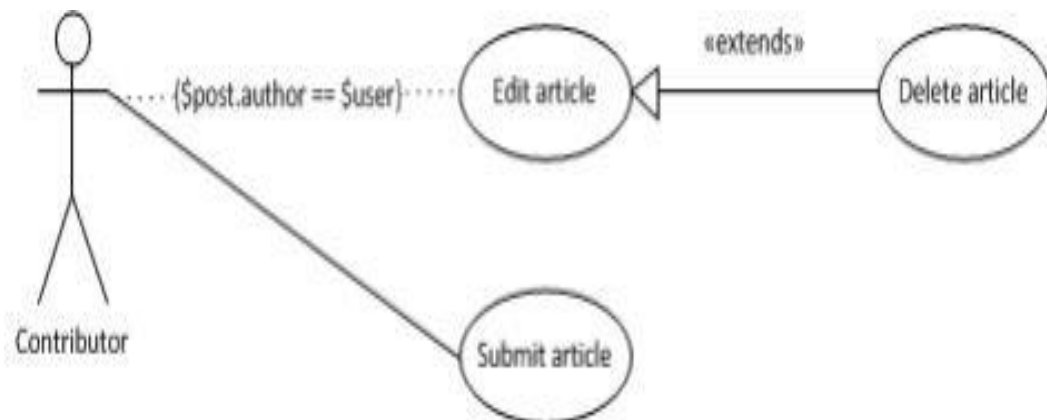 «extends»
{$post.author == $user}
Edit article
Delete article
Contributor
Submit article